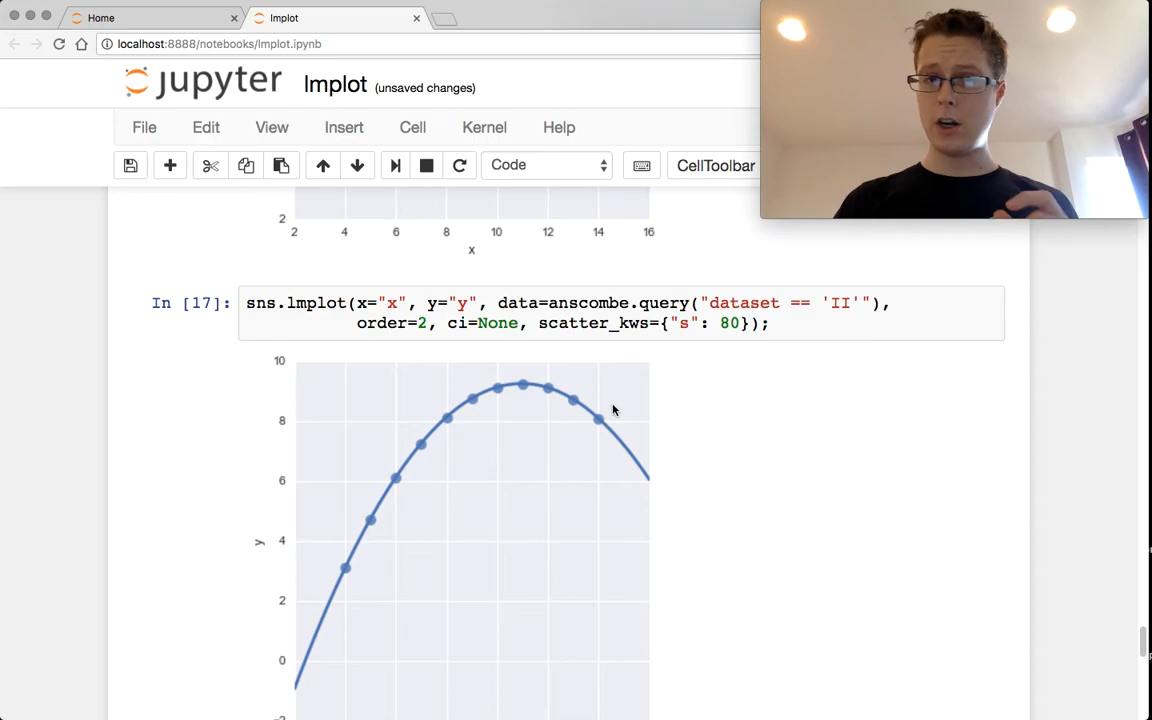 Home
lmplot
localhost:8888/notebooks/lmplot.ipynb
jupyter lmplot (unsaved changes)
File Edit View Insert Cell Kernel Help
Code CellToolbar
2
2 4 6 8 10 12 14 16
x
In [17]: sns.lmplot(x="x", y="y", data=anscombe.query("dataset == 'II'"),
order=2, ci=None, scatter_kws={"s": 80});
10
8
6
y
4
2
0
-2